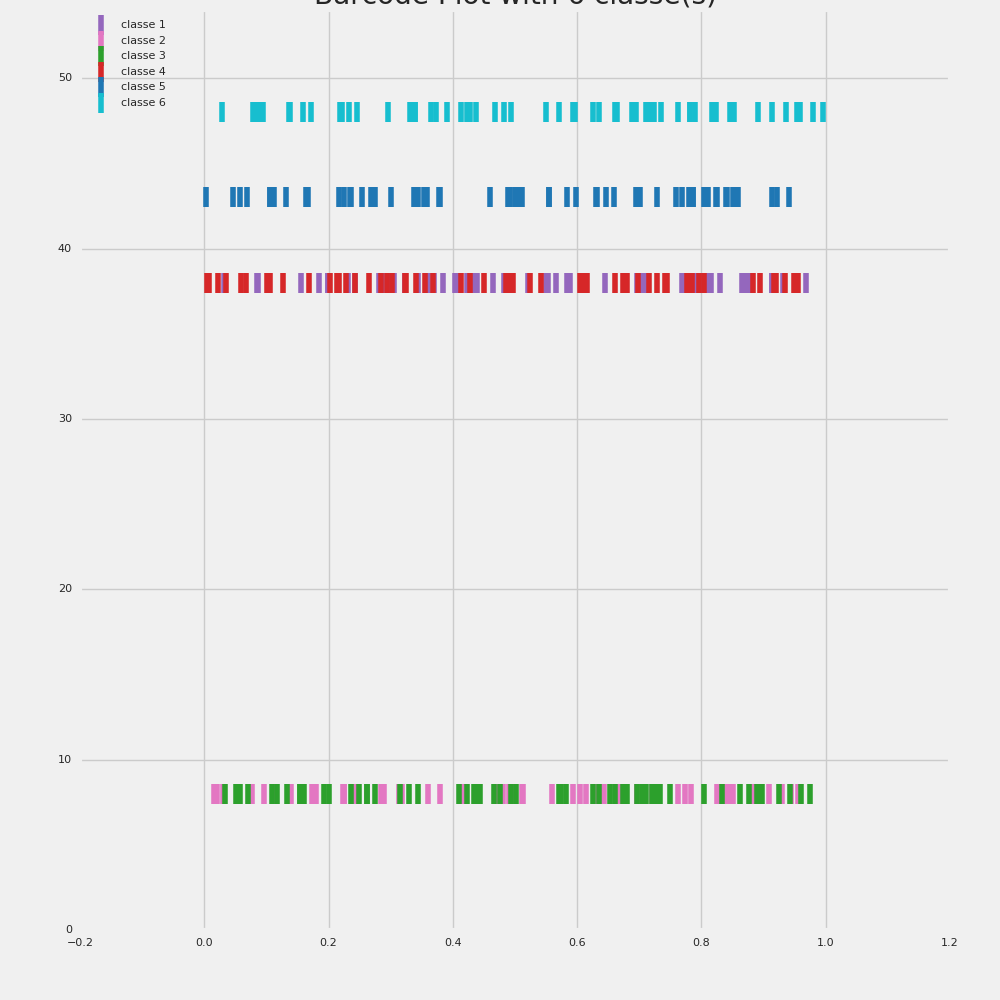 Barcode Plot with 6 classe(s)
classe 1
classe 2
classe 3
classe 4
classe 5
classe 6
50
40
30
20
10
0
−0.2 0.0 0.2 0.4 0.6 0.8 1.0 1.2